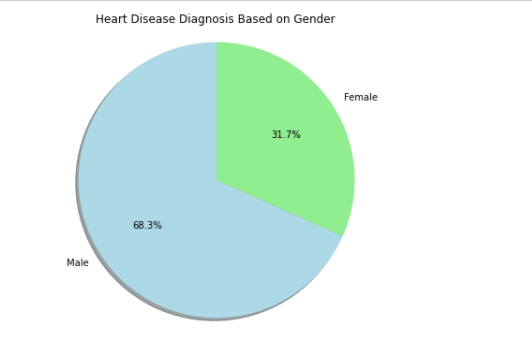 Heart Disease Diagnosis Based on Gender
Female
31.7%
68.3%
Male